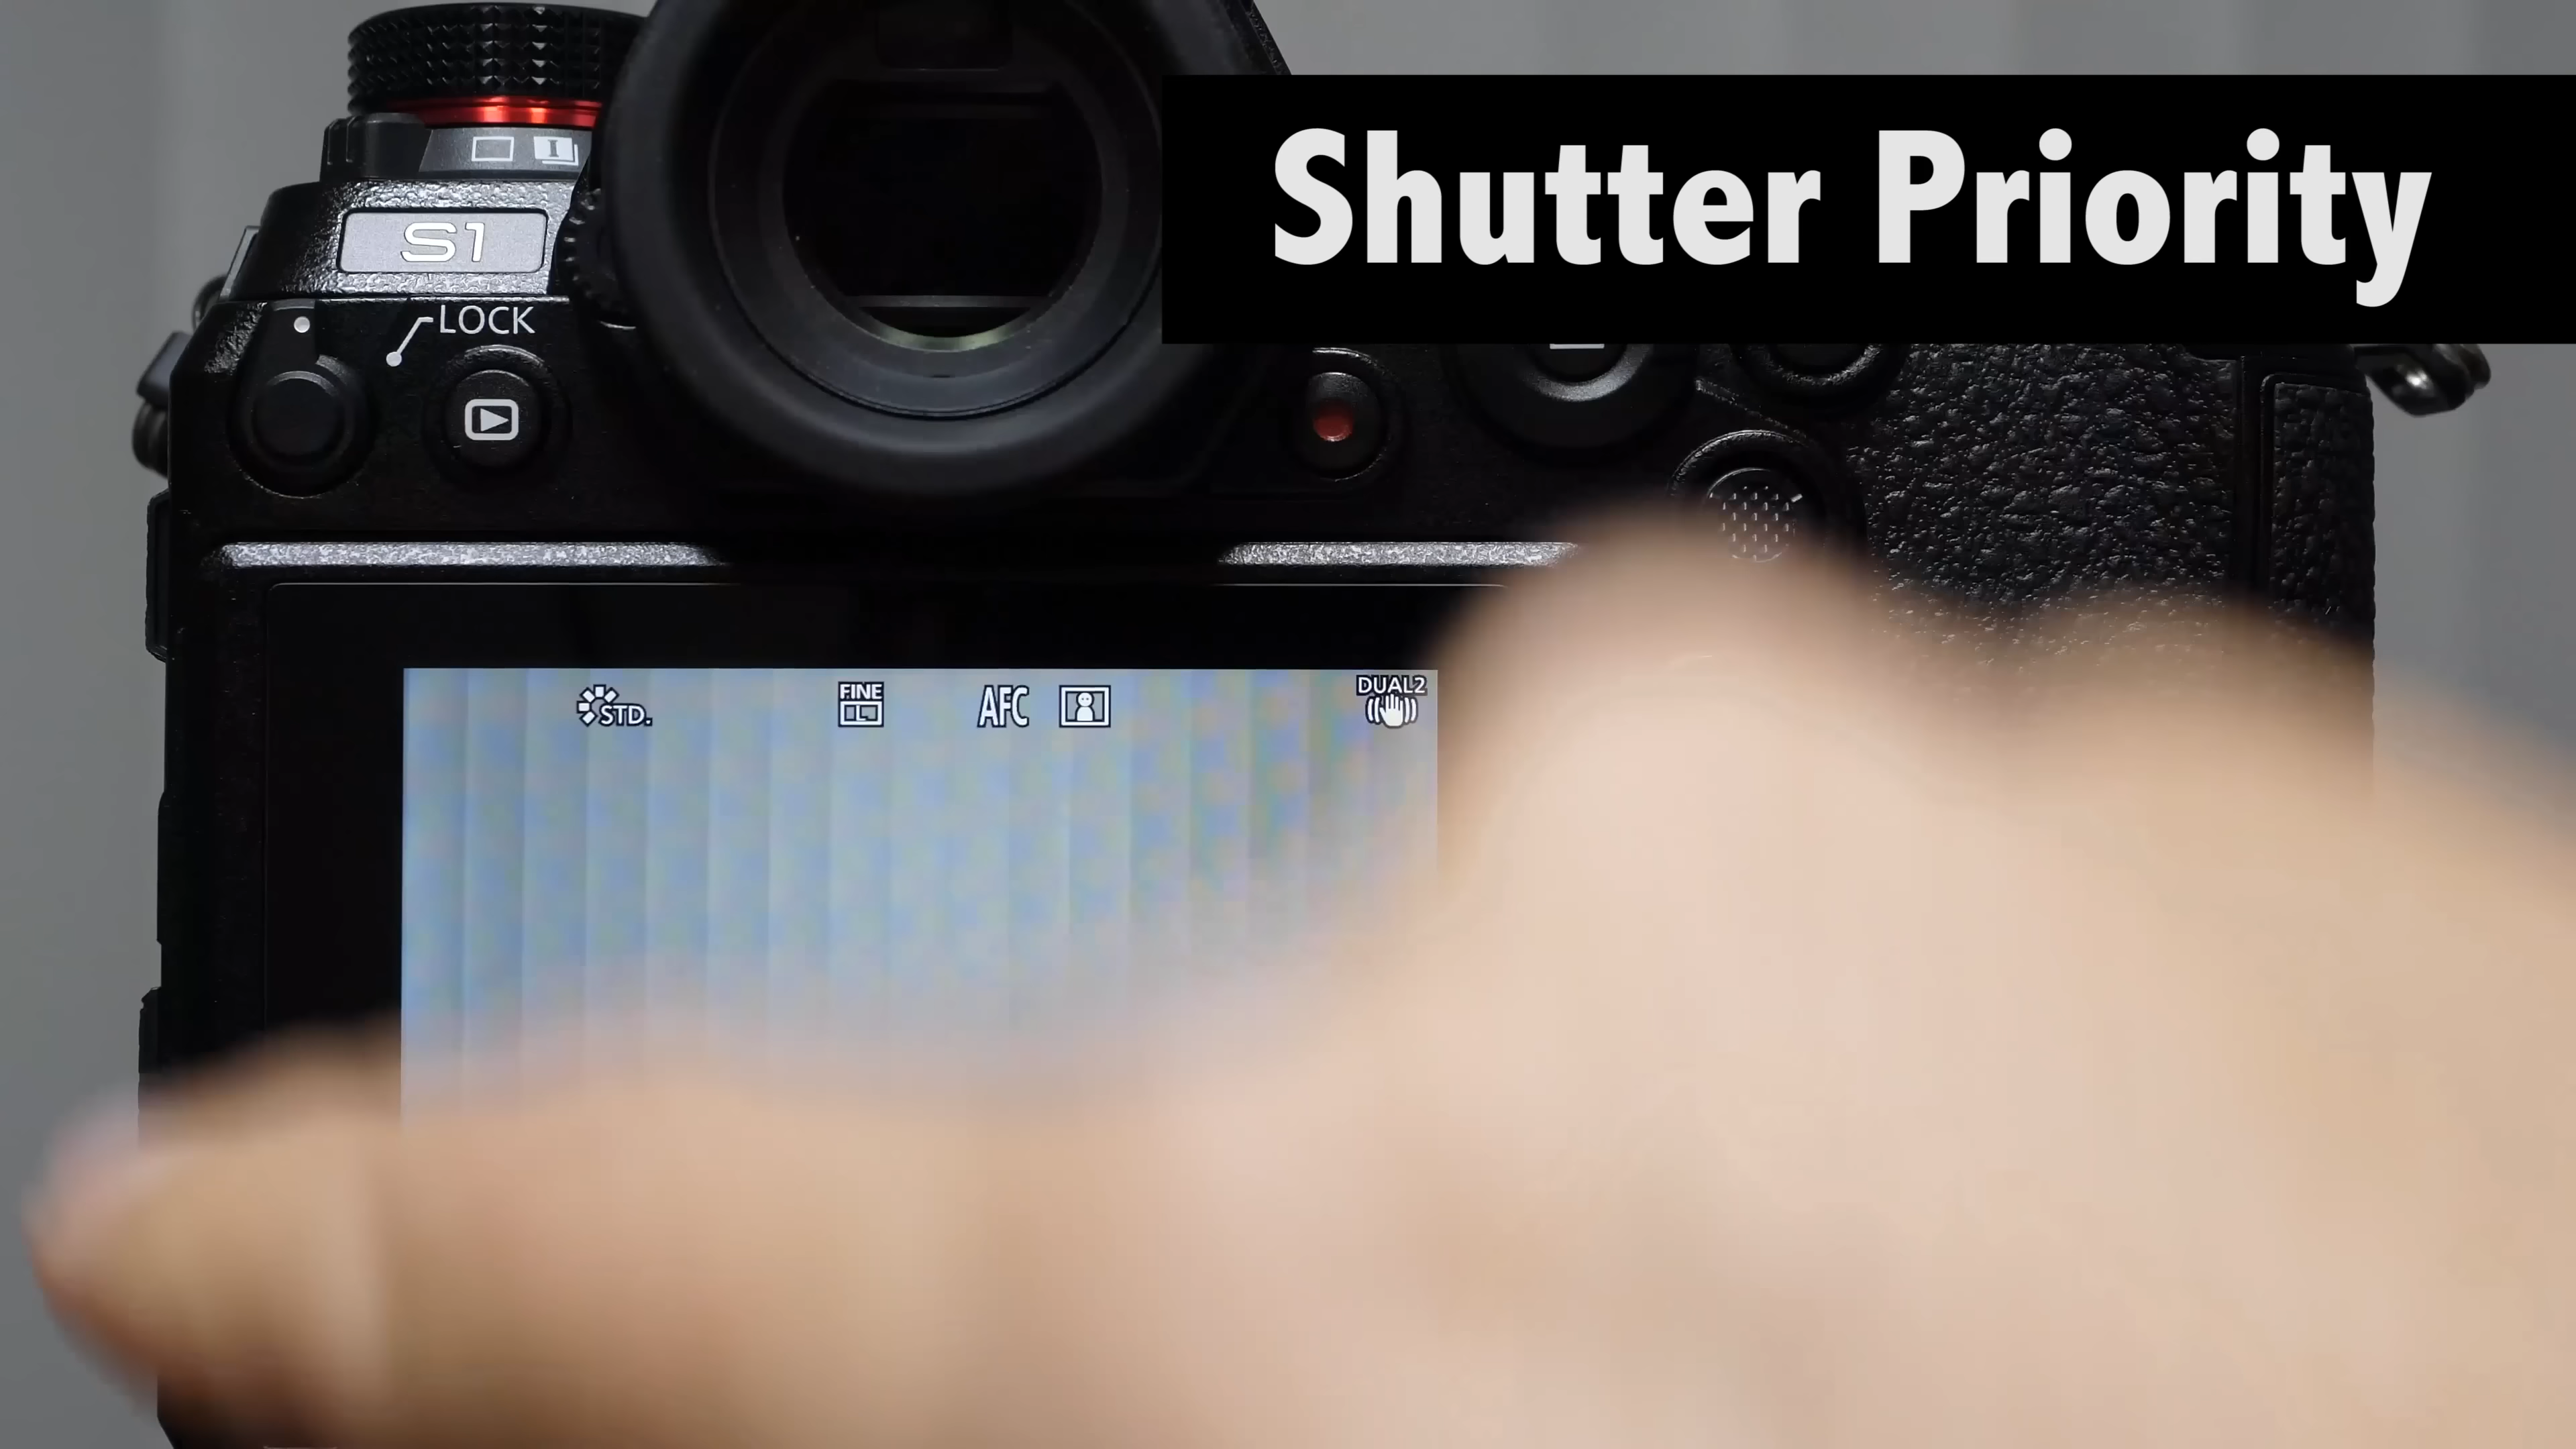 Shutter Priority
S1
LOCK
STD.
FINE
L
AFC
DUAL2